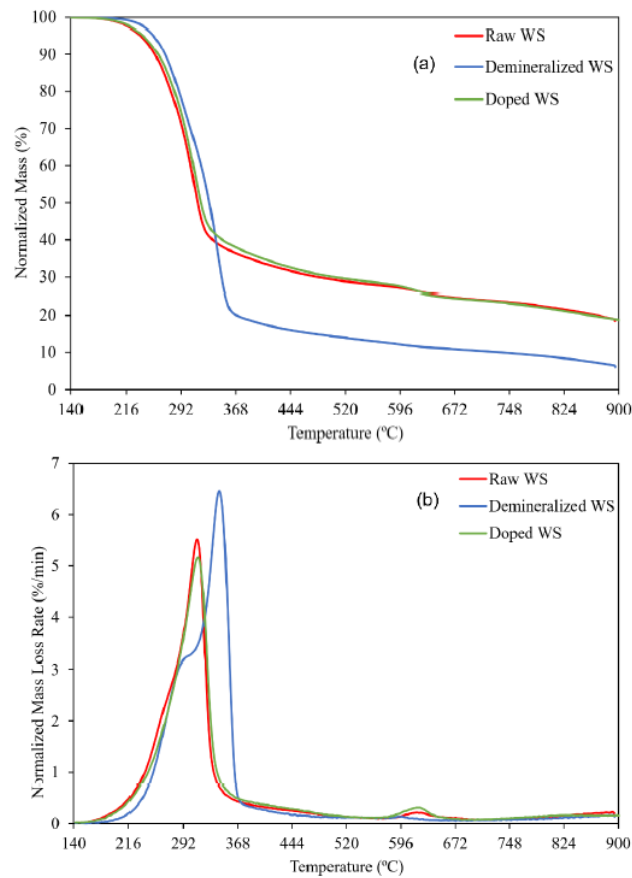 100
90
80
70
60
50
40
30
20
10
0
Normalized Mass (%)
(a)
Raw WS
Demineralized WS
Doped WS
140 216 292 368 444 520 596 672 748 824 900
Temperature (ºC)
7
6
5
4
3
2
1
0
Normalized Mass Loss Rate (%/min)
(b)
Raw WS
Demineralized WS
Doped WS
140 216 292 368 444 520 596 672 748 824 900
Temperature (ºC)